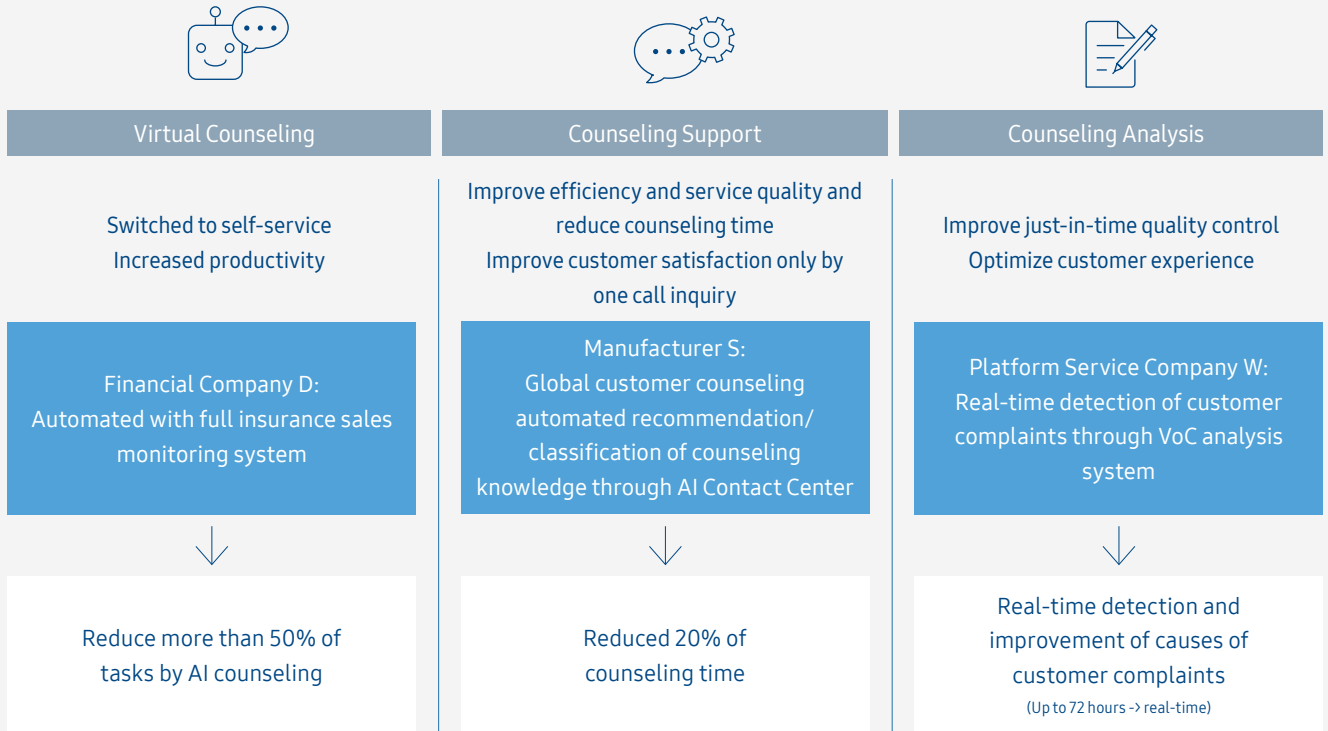 Virtual Counseling
Switched to self-service
Increased productivity
Financial Company D:
Automated with full insurance sales
monitoring system
Reduce more than 50% of
tasks by AI counseling
Counseling Support
Improve efficiency and service quality and
reduce counseling time
Improve customer satisfaction only by
one call inquiry
Manufacturer S:
Global customer counseling
automated recommendation/
classification of counseling
knowledge through AI Contact Center
Reduced 20% of
counseling time
Counseling Analysis
Improve just-in-time quality control
Optimize customer experience
Platform Service Company W:
Real-time detection of customer
complaints through VoC analysis
system
Real-time detection and
improvement of causes of
customer complaints
(Up to 72 hours -> real-time)